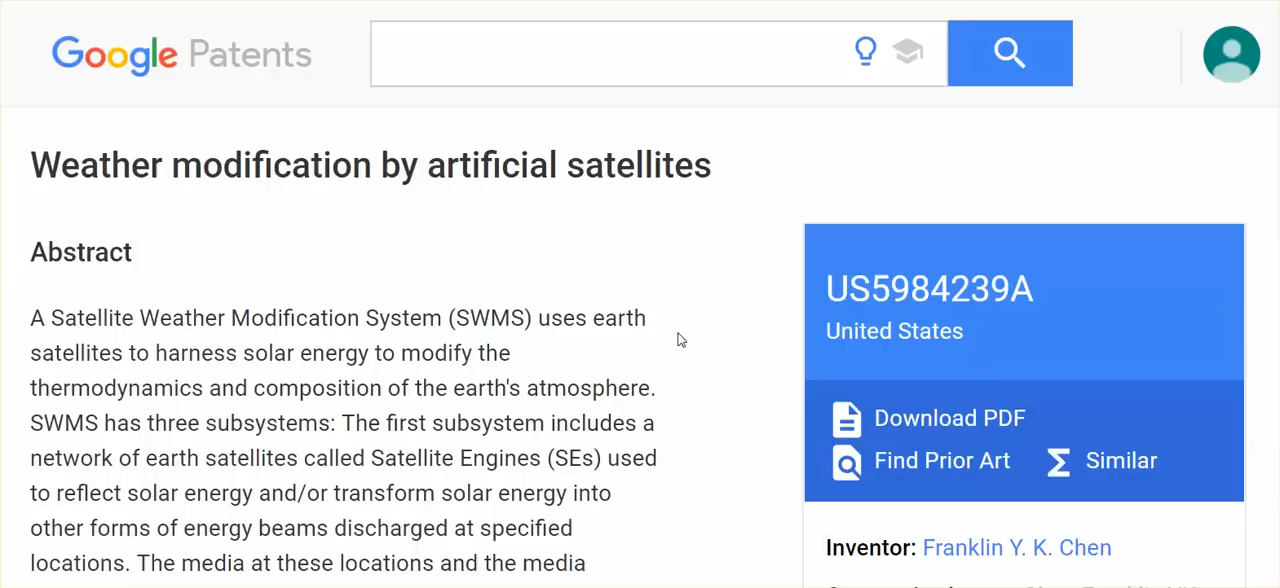 Google Patents
Weather modification by artificial satellites
Abstract
A Satellite Weather Modification System (SWMS) uses earth
satellites to harness solar energy to modify the
thermodynamics and composition of the earth's atmosphere.
SWMS has three subsystems: The first subsystem includes a
network of earth satellites called Satellite Engines (SEs) used
to reflect solar energy and/or transform solar energy into
other forms of energy beams discharged at specified
locations. The media at these locations and the media
US5984239A
United States
Download PDF
Find Prior Art
Similar
Inventor: Franklin Y. K. Chen